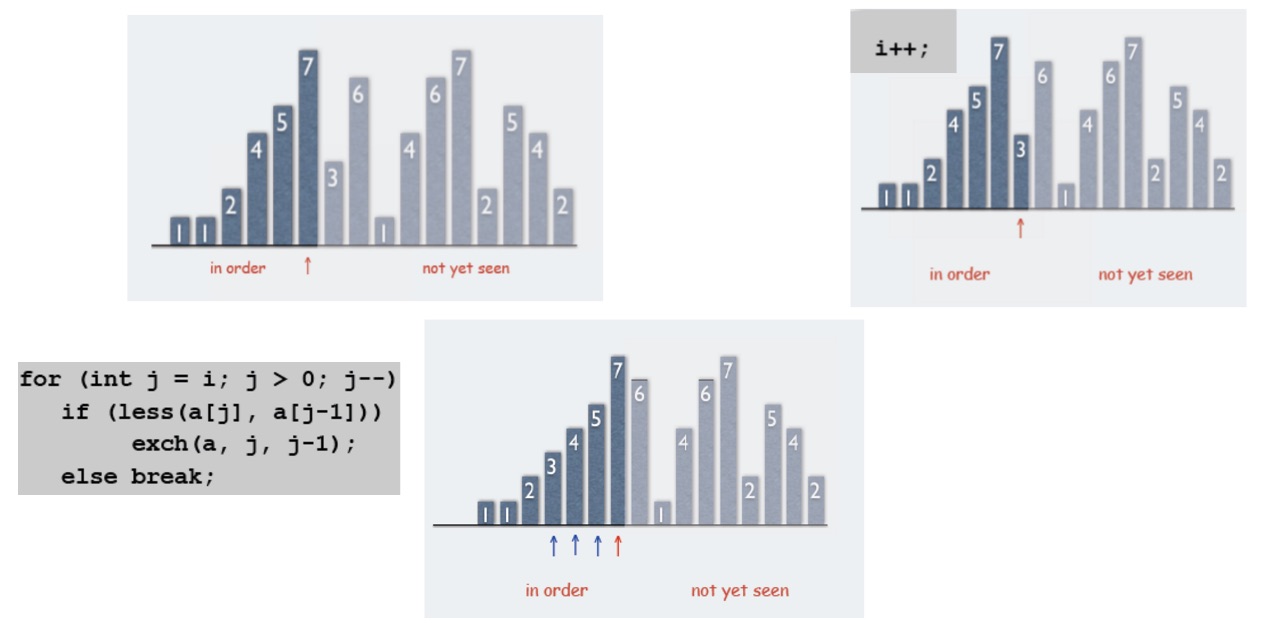 1 1 2 4 5 7 3 6 1 4 6 7 2 5 4 2
in order ↑ not yet seen
i++;
1 1 2 4 5 7 3 6 1 4 6 7 2 5 4 2
↑
in order not yet seen
for (int j = i; j > 0; j--)
if (less(a[j], a[j-1]))
exch(a, j, j-1);
else break;
1 1 2 3 4 5 7 6 1 4 6 7 2 5 4 2
↑ ↑ ↑ ↑
in order not yet seen